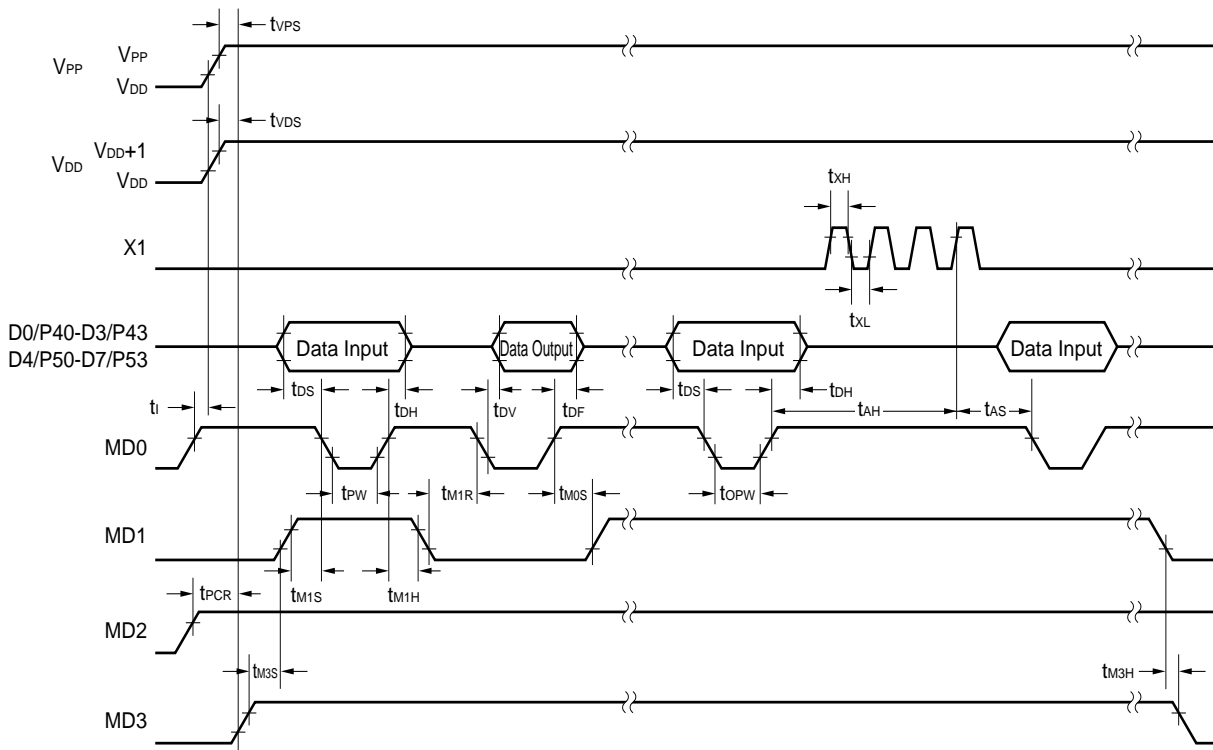 tVPS
VPP
VPP
VDD
tVDS
VDD
VDD+1
VDD
tXH
X1
tXL
D0/P40-D3/P43
D4/P50-D7/P53
Data Input
Data Output
Data Input
Data Input
tI
tDS
tDH
tDV
tDF
tDS
tDH
tAH
tAS
MD0
tPW
tM1R
tM0S
tOPW
MD1
tM1S
tM1H
tPCR
MD2
tM3S
tM3H
MD3